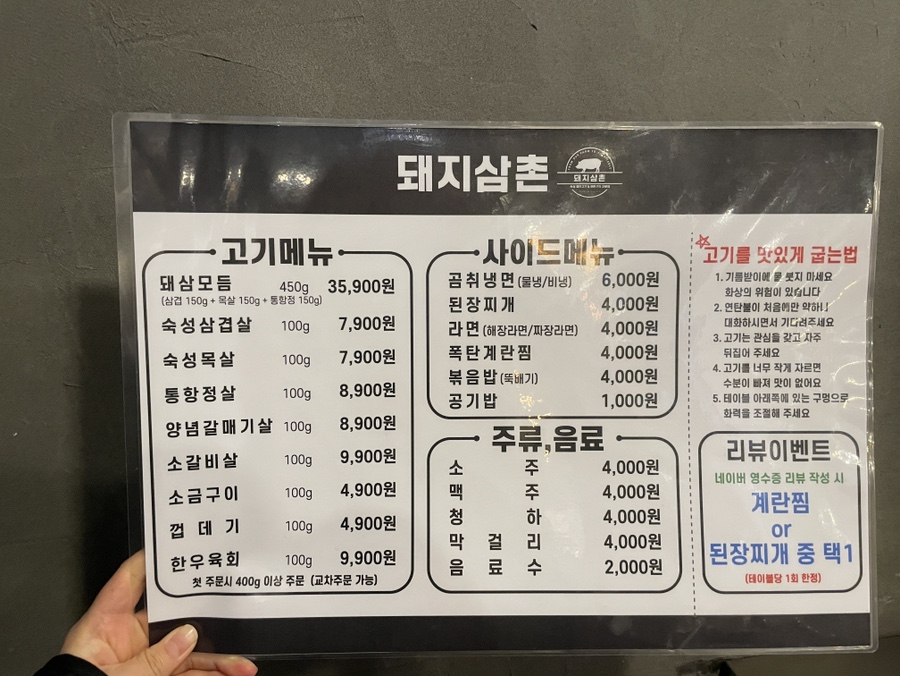 돼지삼촌
돼지삼촌
고기메뉴
돼삼모듬 450g 35,900원
(삼겹 150g + 목살 150g + 통항정 150g)
숙성삼겹살 100g 7,900원
숙성목살 100g 7,900원
통항정살 100g 8,900원
양념갈매기살 100g 8,900원
소갈비살 100g 9,900원
소금구이 100g 4,900원
껍데기 100g 4,900원
한우육회 100g 9,900원
첫 주문시 400g 이상 주문 (교차주문 가능)
사이드메뉴
곰취냉면 (물냉/비냉) 6,000원
된장찌개 4,000원
라면 (해장라면/짜장라면) 4,000원
폭탄계란찜 4,000원
볶음밥 (뚝배기) 4,000원
공기밥 1,000원
주류,음료
소주 4,000원
맥주 4,000원
청하 4,000원
막걸리 4,000원
음료수 2,000원
고기를 맛있게 굽는법
1. 기름받이에 물 붓지 마세요
화상의 위험이 있습니다
2. 연탄불이 처음에만 약하니
대화하시면서 기다려주세요
3. 고기는 관심을 갖고 자주
뒤집어 주세요
4. 고기를 너무 작게 자르면
수분이 빠져 맛이 없어요
5. 테이블 아래쪽에 있는 구멍으로
화력을 조절해 주세요
리뷰이벤트
네이버 영수증 리뷰 작성 시
계란찜
or
된장찌개 중 택1
(테이블당 1회 한정)